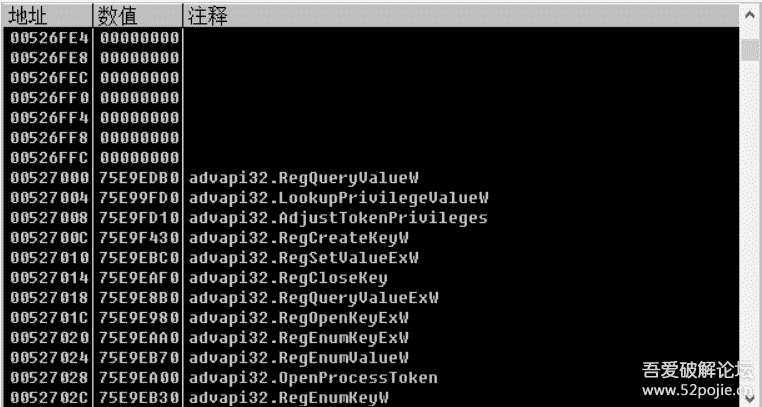 地址 数值 注释
00526FE4 00000000
00526FE8 00000000
00526FEC 00000000
00526FF0 00000000
00526FF4 00000000
00526FF8 00000000
00526FFC 00000000
00527000 75E9EDB0 advapi32.RegQueryValueW
00527004 75E99FD0 advapi32.LookupPrivilegeValueW
00527008 75E9FD10 advapi32.AdjustTokenPrivileges
0052700C 75E9F430 advapi32.RegCreateKeyW
00527010 75E9EBC0 advapi32.RegSetValueExW
00527014 75E9EAF0 advapi32.RegCloseKey
00527018 75E9E8B0 advapi32.RegQueryValueExW
0052701C 75E9E980 advapi32.RegOpenKeyExW
00527020 75E9EAA0 advapi32.RegEnumKeyExW
00527024 75E9EB70 advapi32.RegEnumValueW
00527028 75E9EA00 advapi32.OpenProcessToken
0052702C 75E9EB30 advapi32.RegEnumKeyW
吾爱破解论坛
www.52pojie.cn